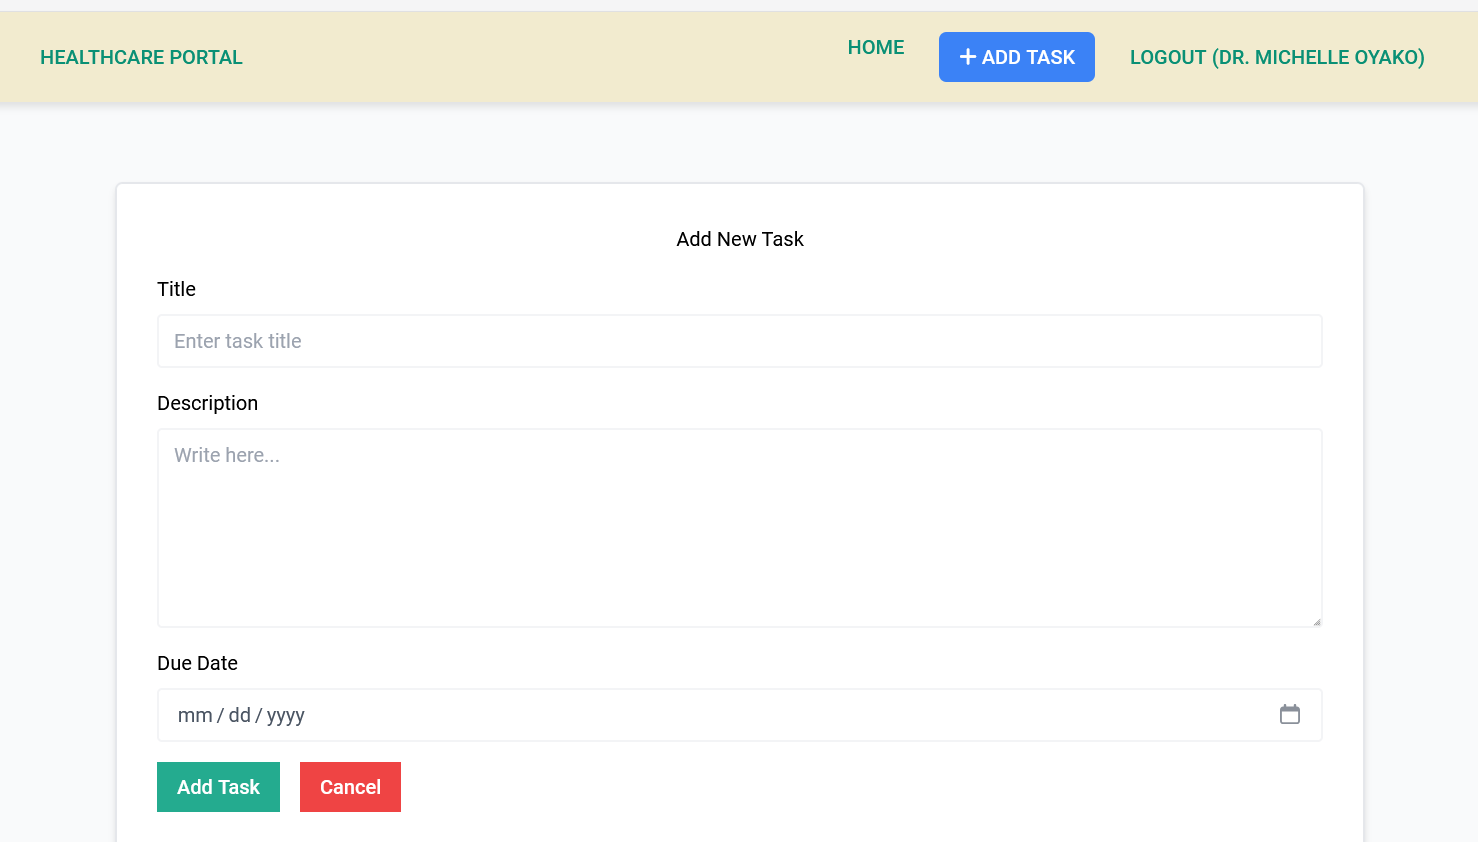 HEALTHCARE PORTAL
HOME
ADD TASK
LOGOUT (DR. MICHELLE OYAKO)
Add New Task
Title
Enter task title
Description
Write here...
Due Date
mm / dd / yyyy
Add Task
Cancel